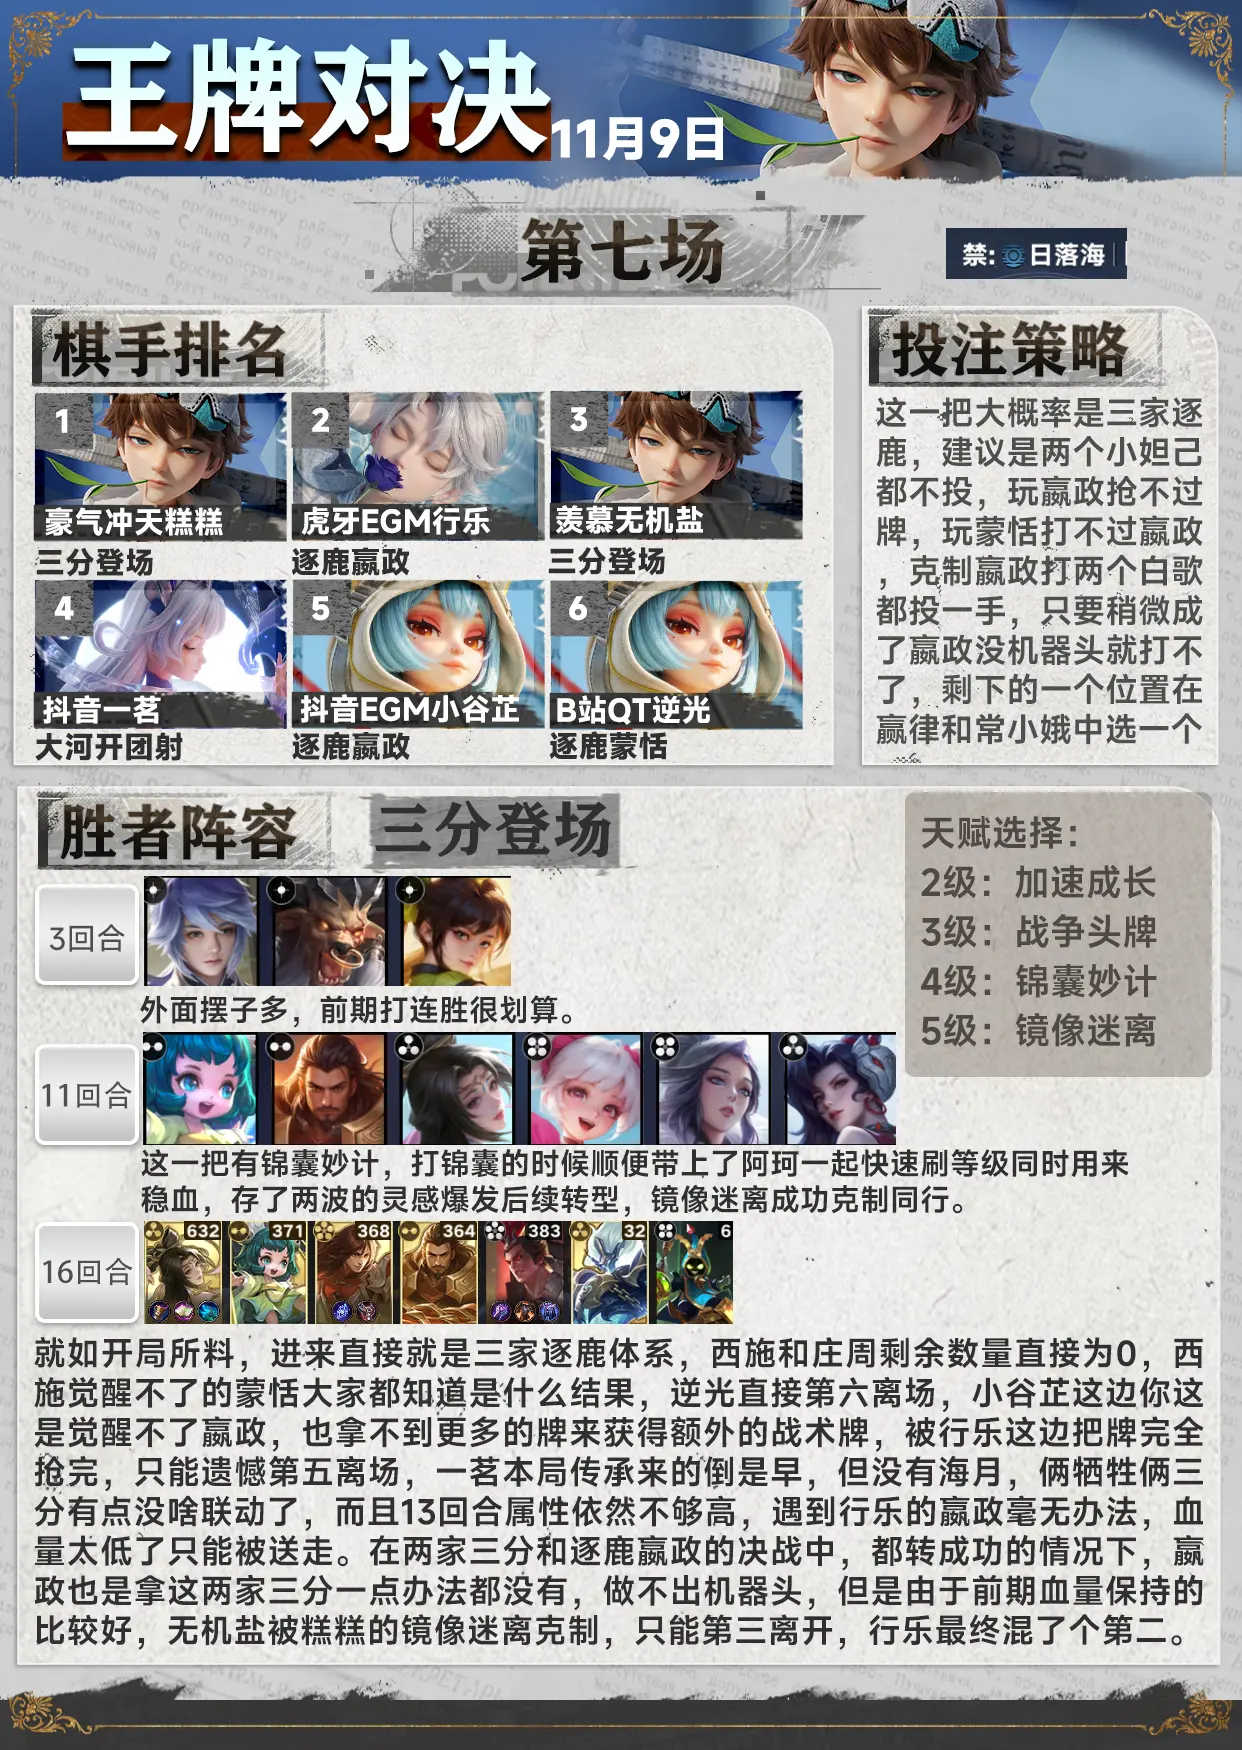 王牌对决
11月9日
第七场
禁: 日落海
棋手排名
1
2
3
豪气冲天糕糕
虎牙EGM行乐
羡慕无机盐
三分登场
逐鹿嬴政
三分登场
4
5
6
抖音一茗
抖音EGM小谷芷
B站QT逆光
大河开团射
逐鹿嬴政
逐鹿蒙恬
投注策略
这一把大概率是三家逐
鹿，建议是两个小妲己
都不投，玩嬴政抢不过
牌，玩蒙恬打不过嬴政
，克制嬴政打两个白歌
都投一手，只要稍微成
了嬴政没机器头就打不
了，剩下的一个位置在
赢律和常小娥中选一个
胜者阵容
三分登场
天赋选择：
2级：加速成长
3级：战争头牌
4级：锦囊妙计
5级：镜像迷离
3回合
外面摆子多，前期打连胜很划算。
11回合
这一把有锦囊妙计，打锦囊的时候顺便带上了阿珂一起快速刷等级同时用来
稳血，存了两波的灵感爆发后续转型，镜像迷离成功克制同行。
16回合
632
371
368
364
383
32
6
就如开局所料，进来直接就是三家逐鹿体系，西施和庄周剩余数量直接为0，西
施觉醒不了的蒙恬大家都知道是什么结果，逆光直接第六离场，小谷芷这边你这
是觉醒不了嬴政，也拿不到更多的牌来获得额外的战术牌，被行乐这边把牌完全
抢完，只能遗憾第五离场，一茗本局传承来的倒是早，但没有海月，俩牺牲俩三
分有点没啥联动了，而且13回合属性依然不够高，遇到行乐的嬴政毫无办法，血
量太低了只能被送走。在两家三分和逐鹿嬴政的决战中，都转成功的情况下，嬴
政也是拿这两家三分一点办法都没有，做不出机器头，但是由于前期血量保持的
比较好，无机盐被糕糕的镜像迷离克制，只能第三离开，行乐最终混了个第二。